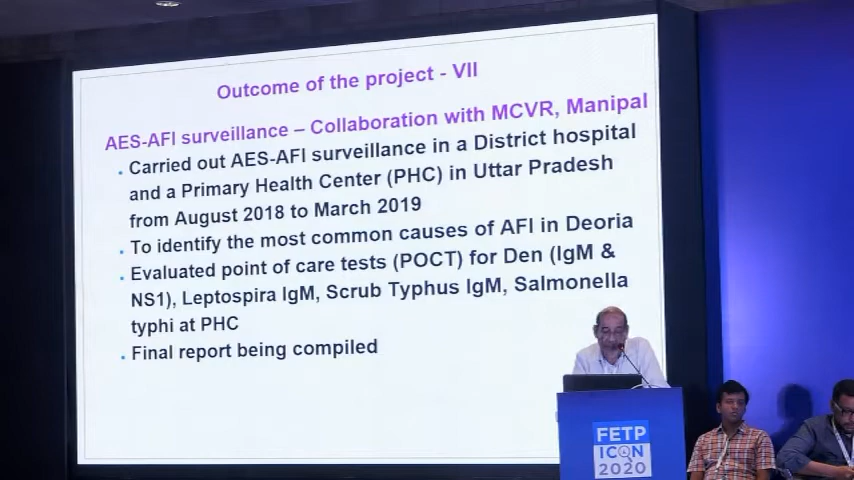 Outcome of the project - VII
AES-AFI surveillance – Collaboration with MCVR, Manipal
Carried out AES-AFI surveillance in a District hospital
and a Primary Health Center (PHC) in Uttar Pradesh
from August 2018 to March 2019
To identify the most common causes of AFI in Deoria
Evaluated point of care tests (POCT) for Den (IgM &
NS1), Leptospira IgM, Scrub Typhus IgM, Salmonella
typhi at PHC
Final report being compiled
FETP
ICON
2020